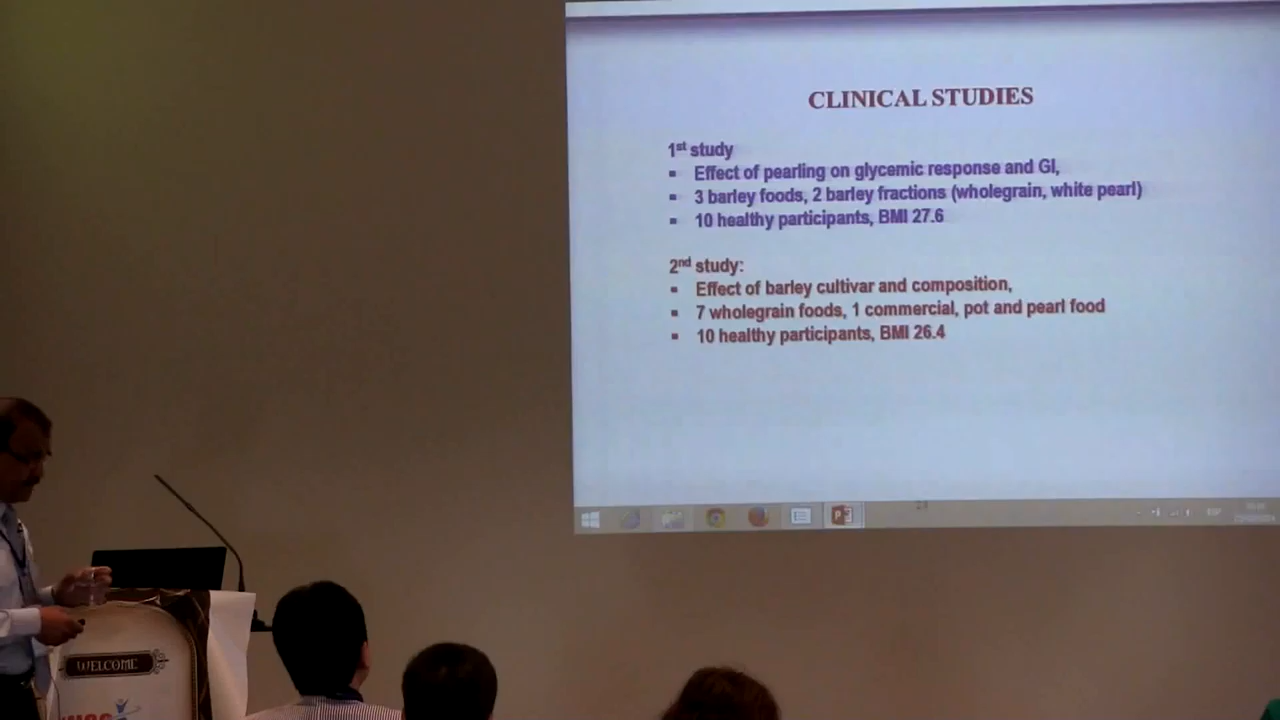 CLINICAL STUDIES
1st study
▪ Effect of pearling on glycemic response and GI,
▪ 3 barley foods, 2 barley fractions (wholegrain, white pearl)
▪ 10 healthy participants, BMI 27.6
2nd study:
▪ Effect of barley cultivar and composition,
▪ 7 wholegrain foods, 1 commercial, pot and pearl food
▪ 10 healthy participants, BMI 26.4
ESP
WELCOME